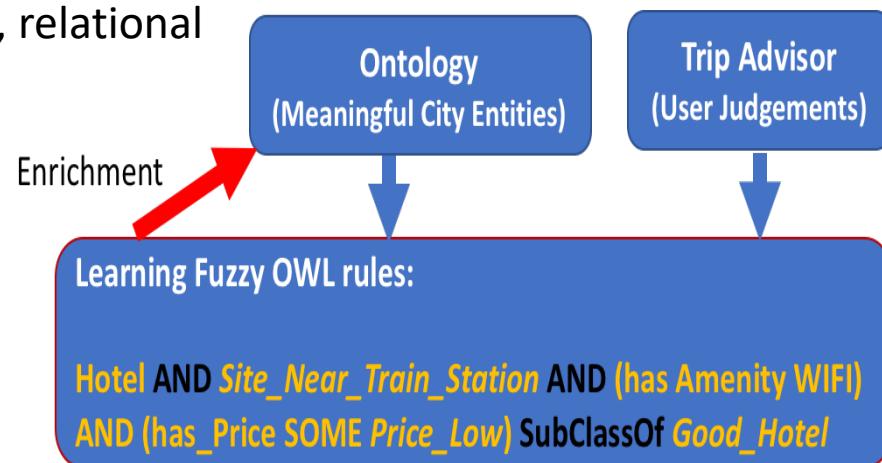 , relational
Ontology
(Meaningful City Entities)
Trip Advisor
(User Judgements)
Enrichment
Learning Fuzzy OWL rules:
Hotel AND Site_Near_Train_Station AND (has Amenity WIFI)
AND (has_Price SOME Price_Low) SubClassOf Good_Hotel